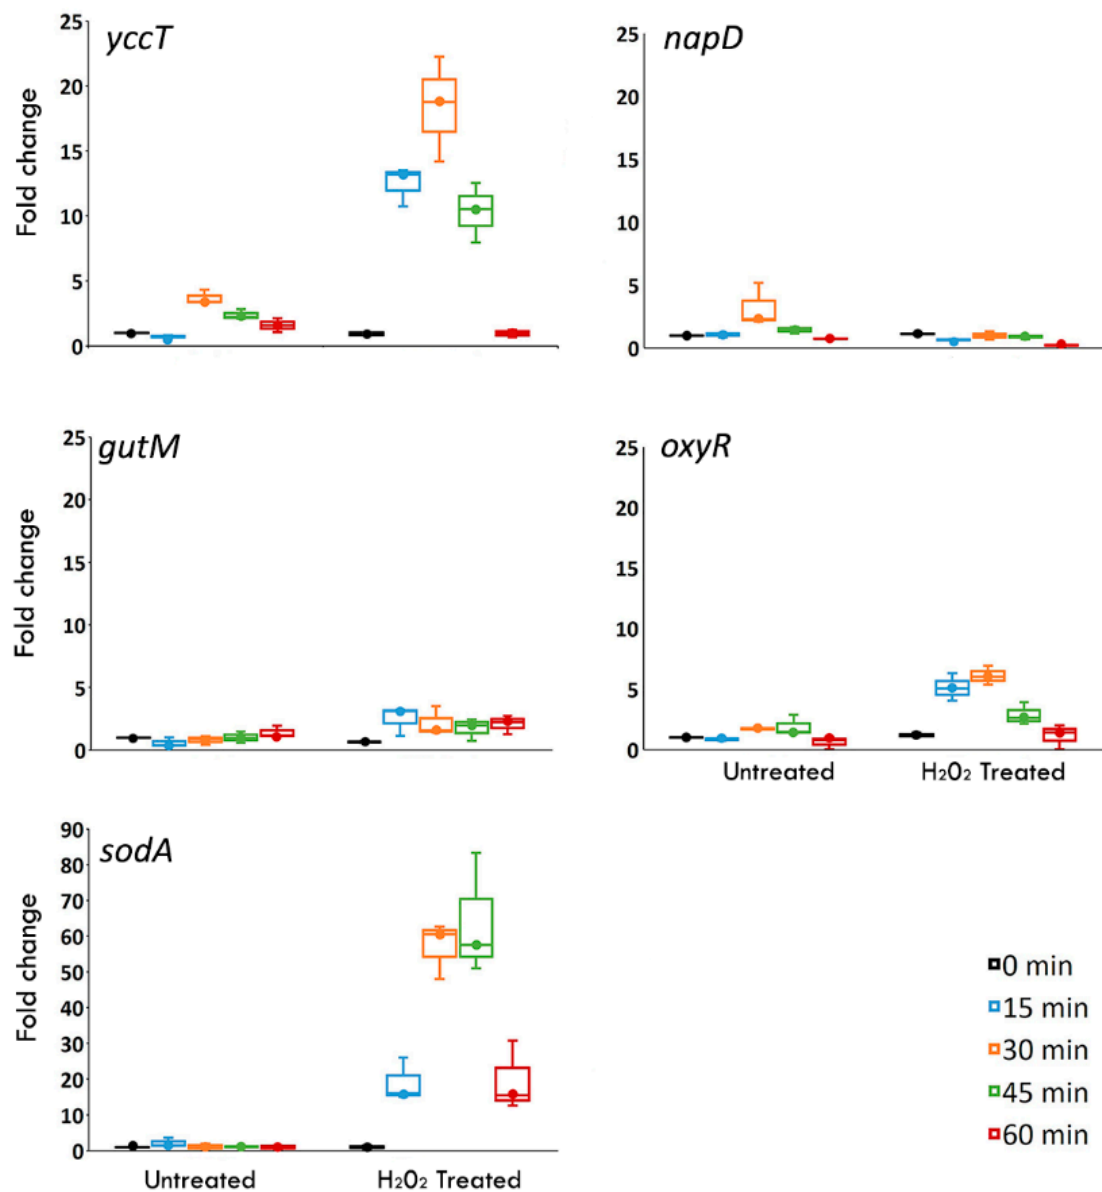 yccT
25
20
15
10
5
0
Fold change
napD
25
20
15
10
5
0
gutM
25
20
15
10
5
0
Fold change
oxyR
25
20
15
10
5
0
Untreated
H₂O₂ Treated
sodA
90
80
70
60
50
40
30
20
10
0
Fold change
Untreated
H₂O₂ Treated
0 min
15 min
30 min
45 min
60 min